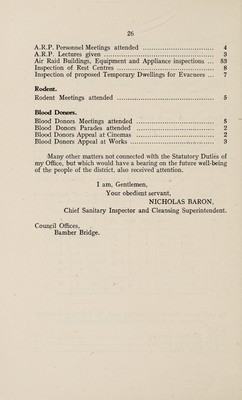 26
A.R.P. Personnel Meetings attended ................................ 4
A.R.P. Lectures given ................................ 3
Air Raid Buildings, Equipment and Appliance inspections ... 53
Inspection of Rest Centres ................................ 8
Inspection of proposed Temporary Dwellings for Evacuees ... 7
Rodent.
Rodent Meetings attended ................................ 5
Blood Donors.
Blood Donors Meetings attended ................................ 5
Blood Donors Parades attended ................................ 2
Blood Donors Appeal at Cinemas ................................ 2
Blood Donors Appeal at Works ................................ 3
Many other matters not connected with the Statutory Duties of
my Office, but which would have a bearing on the future well-being
of the people of the district, also received attention.
I am, Gentlemen,
Your obedient servant,
NICHOLAS BARON,
Chief Sanitary Inspector and Cleansing Superintendent.
Council Offices,
Bamber Bridge.